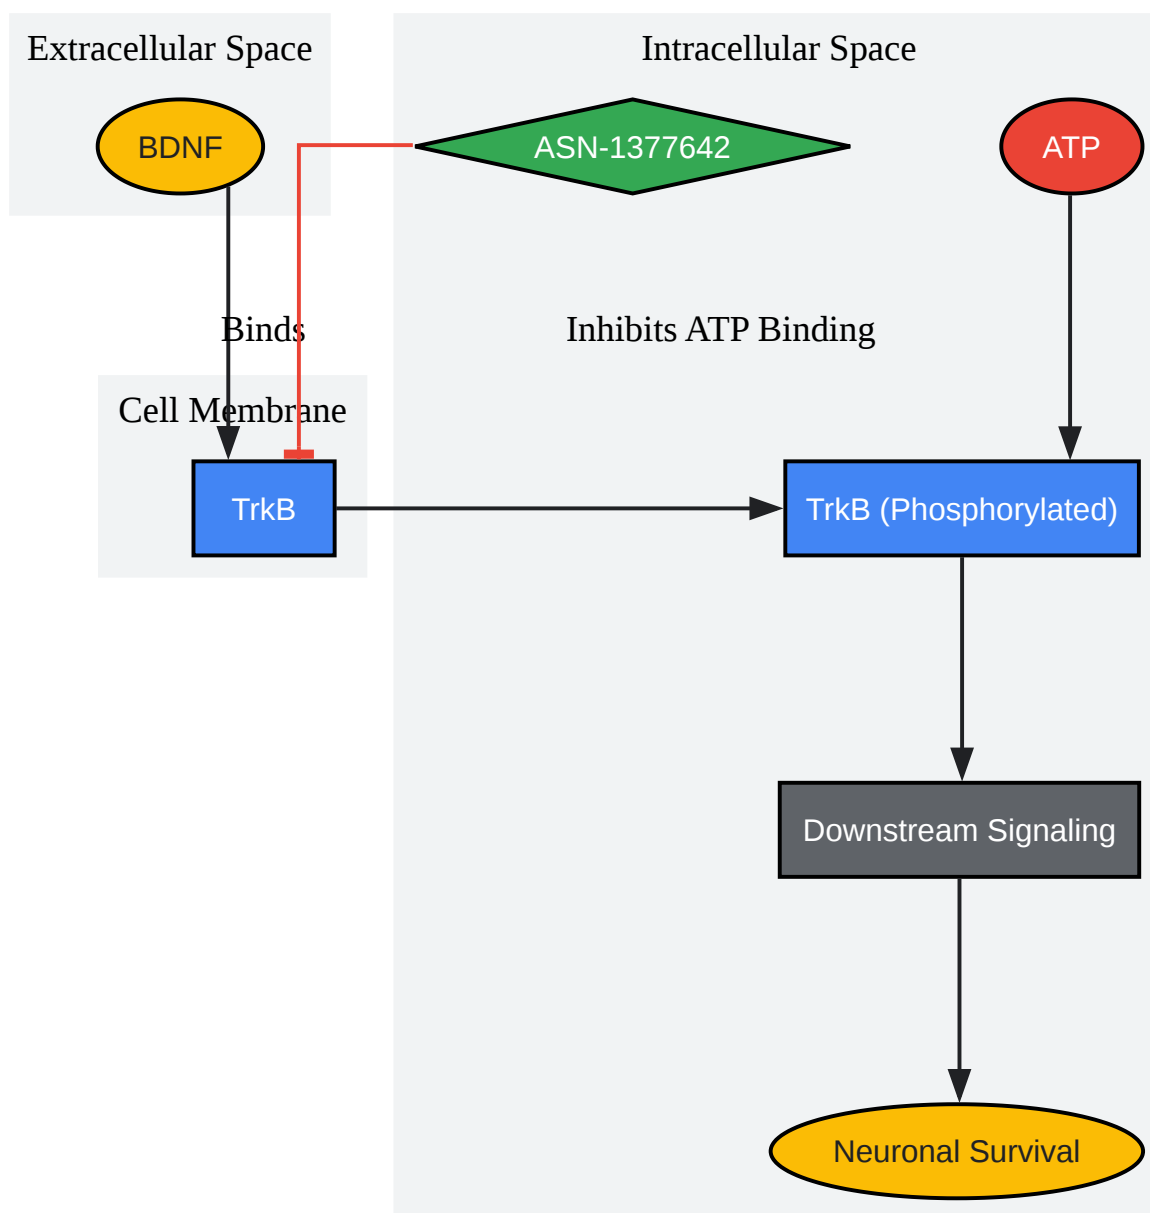 Extracellular Space
Intracellular Space
BDNF
ASN-1377642
ATP
Binds
Inhibits ATP Binding
Cell Membrane
TrkB
TrkB (Phosphorylated)
Downstream Signaling
Neuronal Survival